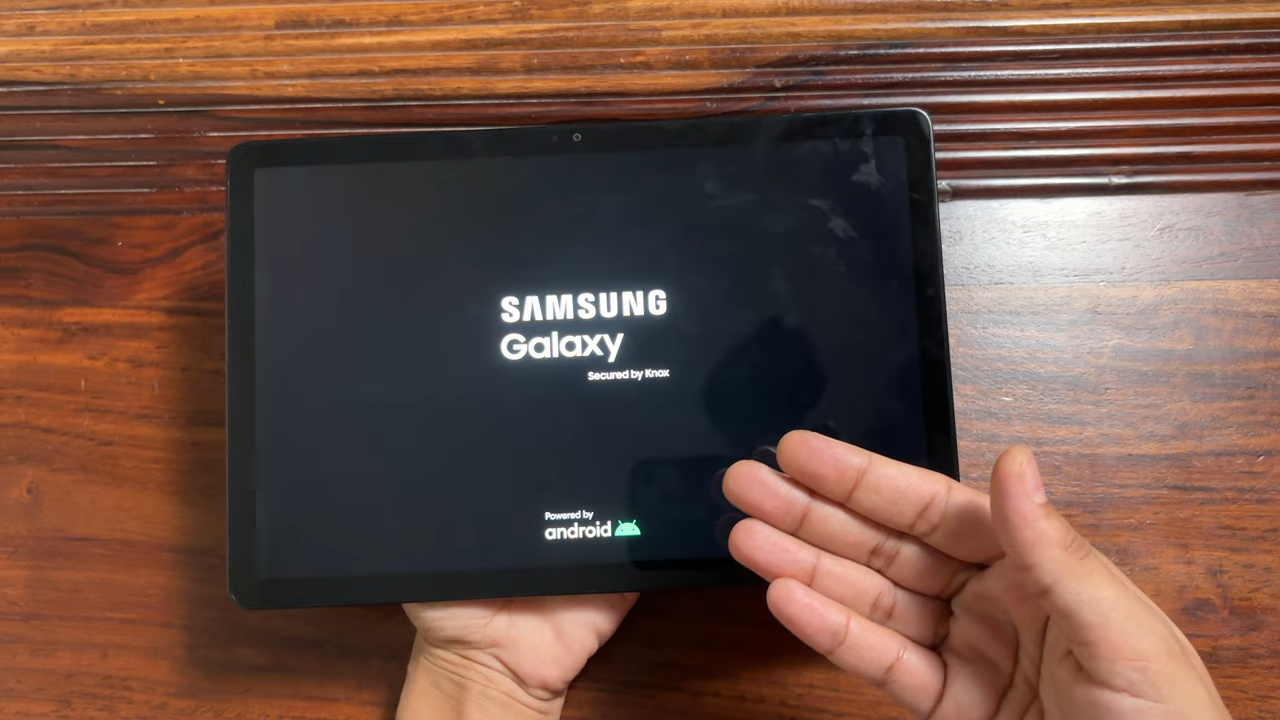 SAMSUNG
Galaxy
Secured by Knox
Powered by
android